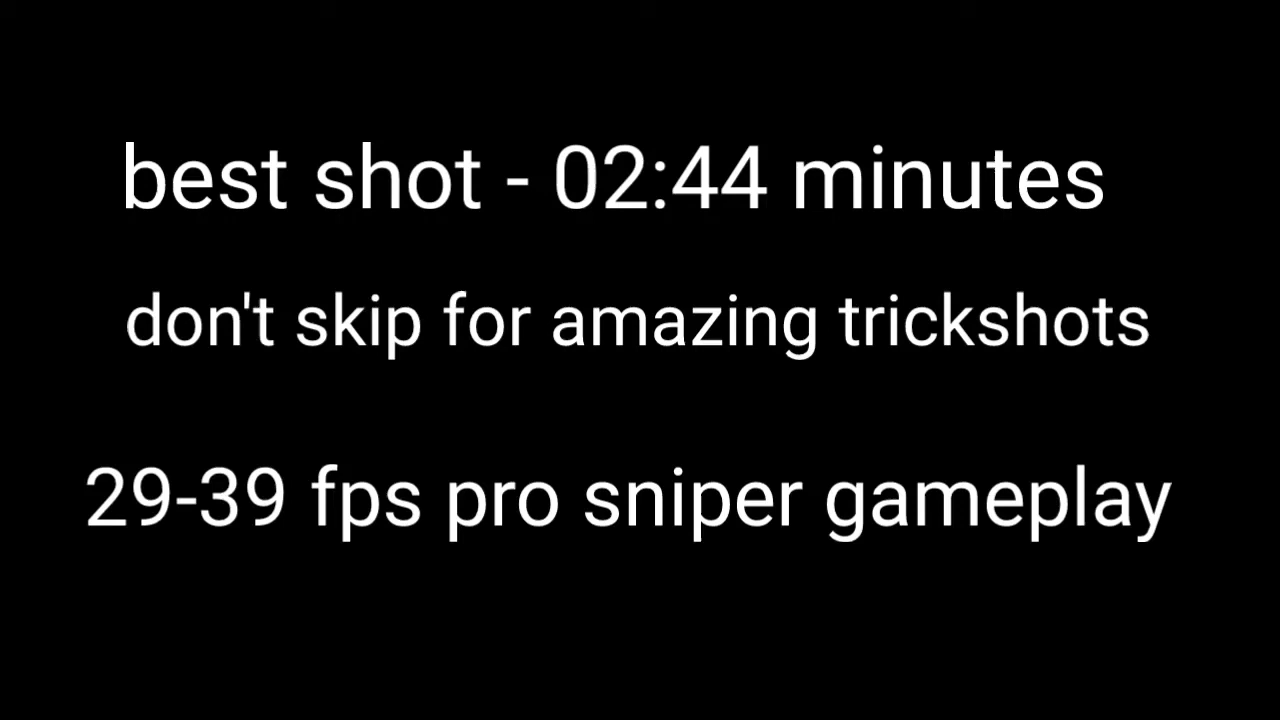 best shot - 02:44 minutes
don't skip for amazing trickshots
29-39 fps pro sniper gameplay